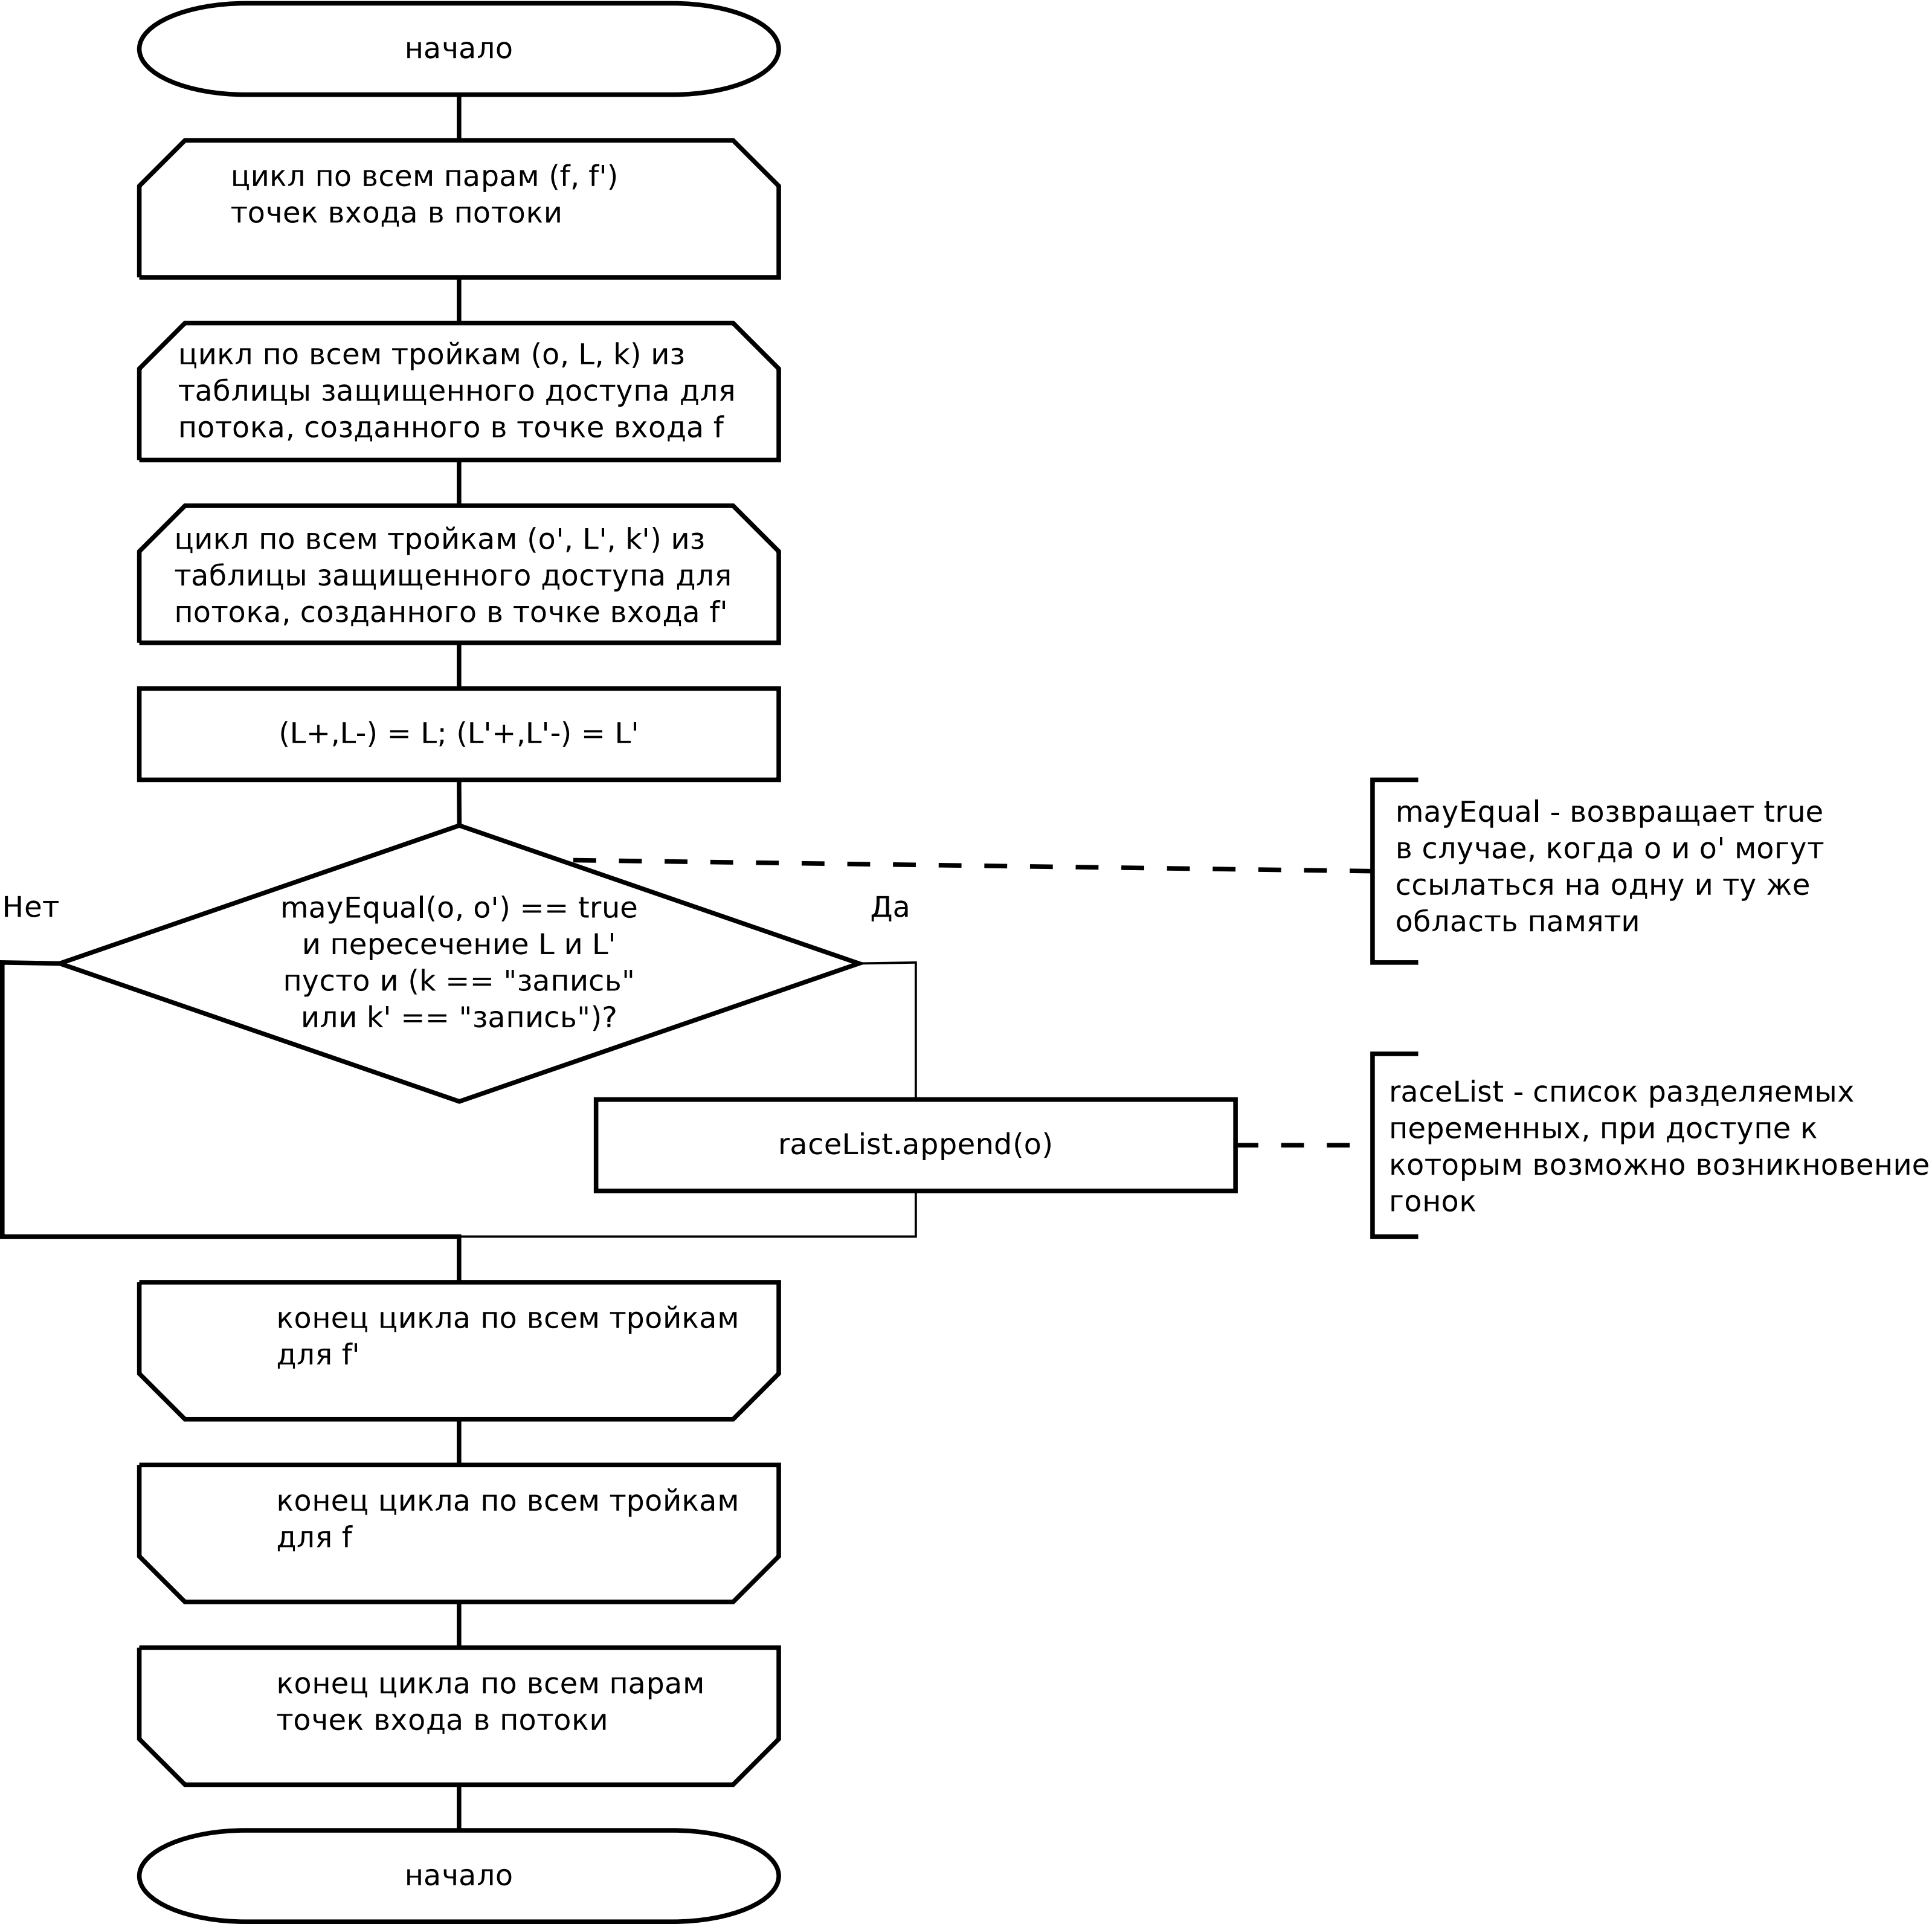 начало
цикл по всем парам (f, f')
точек входа в потоки
цикл по всем тройкам (o, L, k) из
таблицы защищенного доступа для
потока, созданного в точке входа f
цикл по всем тройкам (o', L', k') из
таблицы защищенного доступа для
потока, созданного в точке входа f'
(L+,L-) = L; (L'+,L'-) = L'
mayEqual - возвращает true
в случае, когда o и o' могут
ссылаться на одну и ту же
область памяти
Нет
mayEqual(o, o') == true
и пересечение L и L'
пусто и (k == "запись"
или k' == "запись")?
Да
raceList.append(o)
raceList - список разделяемых
переменных, при доступе к
которым возможно возникновение
гонок
конец цикла по всем тройкам
для f'
конец цикла по всем тройкам
для f
конец цикла по всем парам
точек входа в потоки
начало